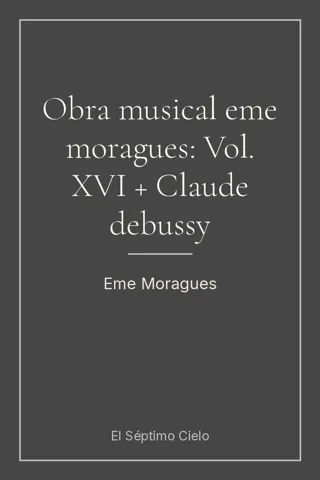 Obra musical eme
moragues: Vol.
XVI + Claude
debussy
Eme Moragues
El Séptimo Cielo